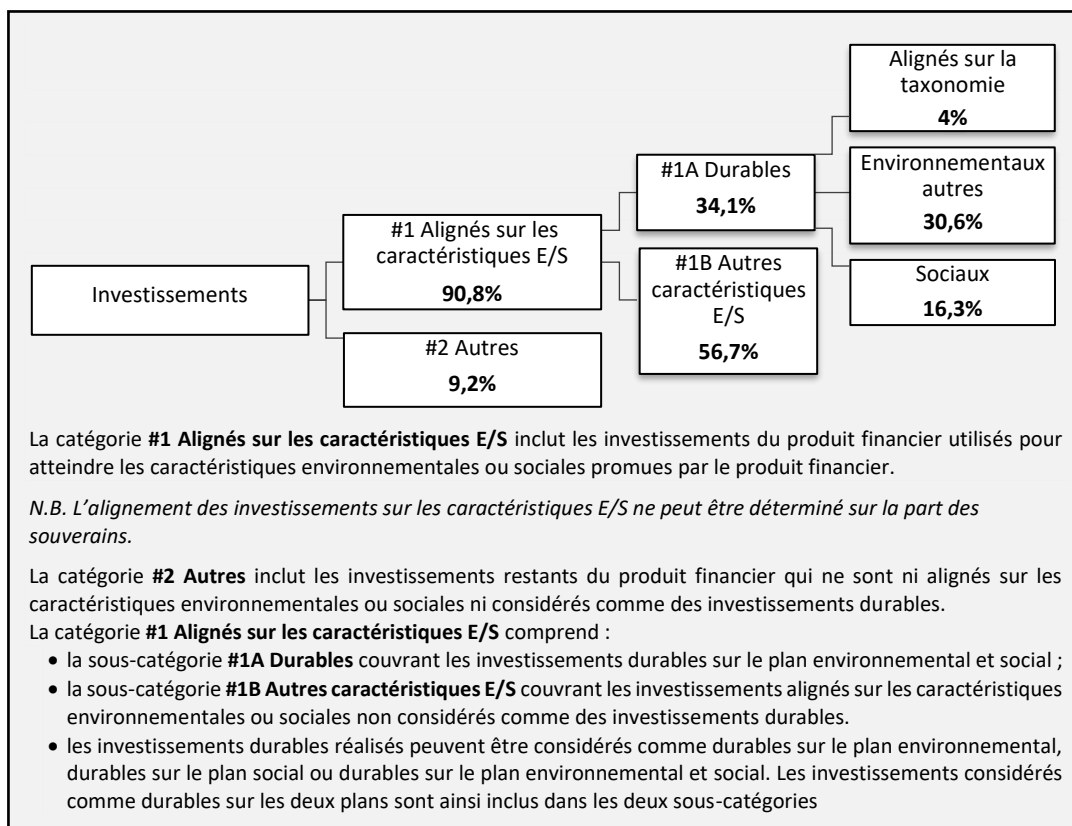 Alignés sur la
taxonomie
4%
#1A Durables
34,1%
Environnementaux
autres
30,6%
#1 Alignés sur les
caractéristiques E/S
90,8%
#1B Autres
caractéristiques
E/S
56,7%
Sociaux
16,3%
Investissements
#2 Autres
9,2%
La catégorie #1 Alignés sur les caractéristiques E/S inclut les investissements du produit financier utilisés pour
atteindre les caractéristiques environnementales ou sociales promues par le produit financier.
N.B. L'alignement des investissements sur les caractéristiques E/S ne peut être déterminé sur la part des
souverains.
La catégorie #2 Autres inclut les investissements restants du produit financier qui ne sont ni alignés sur les
caractéristiques environnementales ou sociales ni considérés comme des investissements durables.
La catégorie #1 Alignés sur les caractéristiques E/S comprend :
• la sous-catégorie #1A Durables couvrant les investissements durables sur le plan environnemental et social ;
• la sous-catégorie #1B Autres caractéristiques E/S couvrant les investissements alignés sur les caractéristiques
environnementales ou sociales non considérés comme des investissements durables.
• les investissements durables réalisés peuvent être considérés comme durables sur le plan environnemental,
durables sur le plan social ou durables sur le plan environnemental et social. Les investissements considérés
comme durables sur les deux plans sont ainsi inclus dans les deux sous-catégories